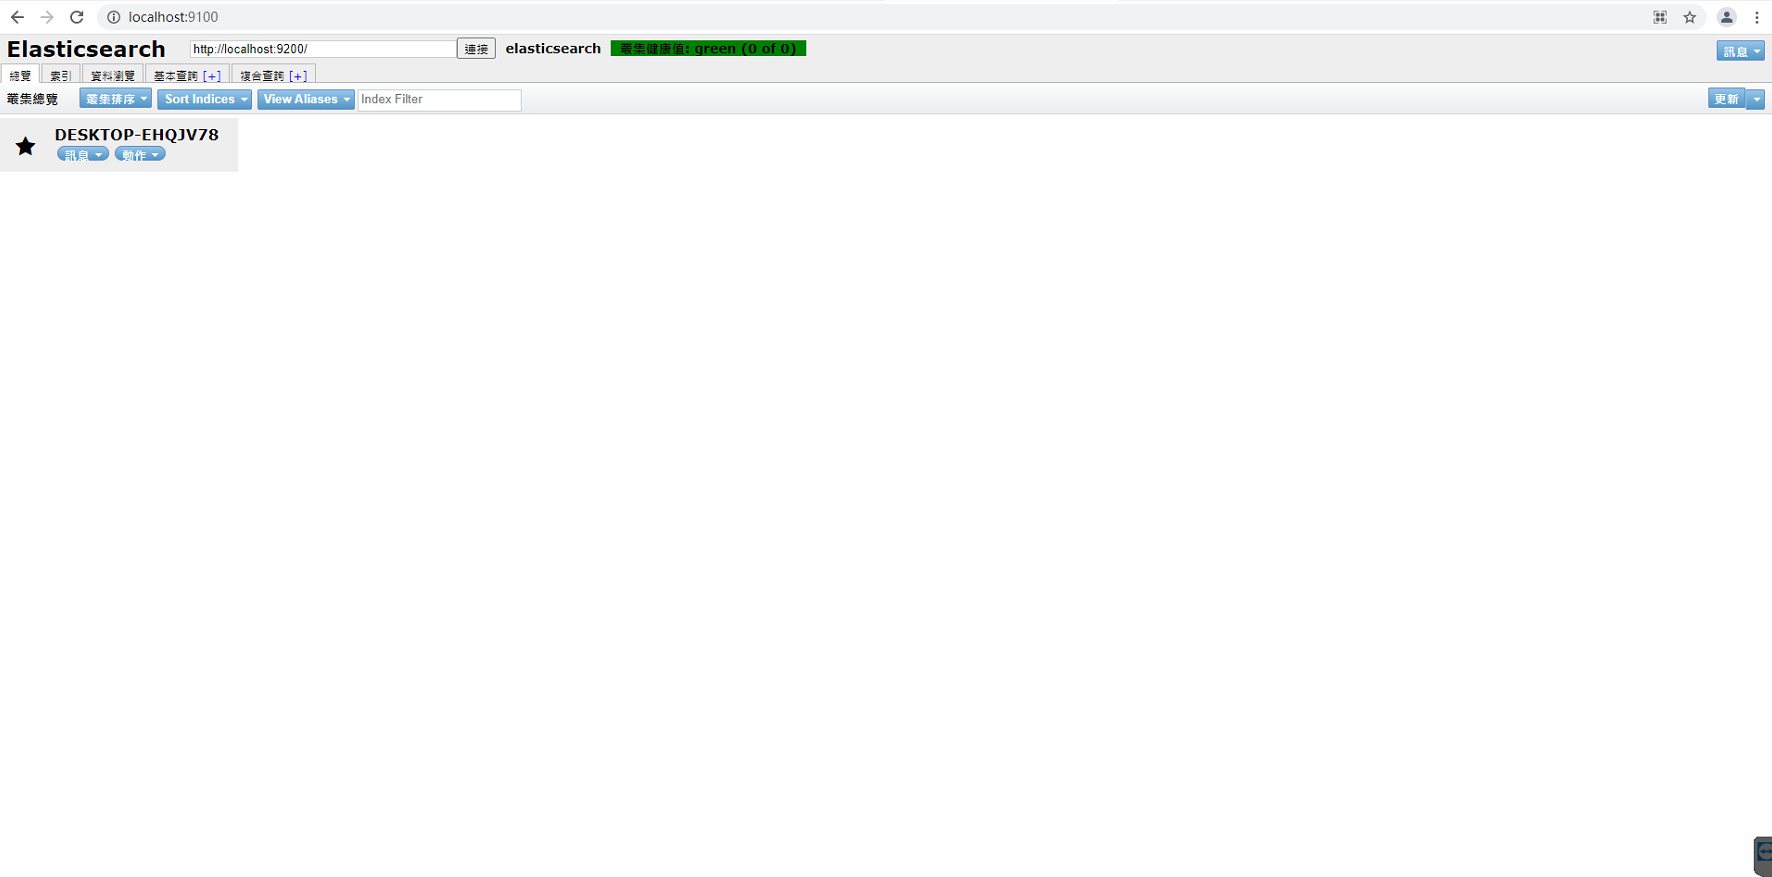 localhost:9100
Elasticsearch http://localhost:9200/ 連接 elasticsearch 叢集健康值: green (0 of 0) 訊息
總覽 索引 資料瀏覽 基本查詢 [+] 複合查詢 [+]
叢集總覽 叢集排序 Sort Indices View Aliases Index Filter 更新
DESKTOP-EHQJV78
訊息 動作